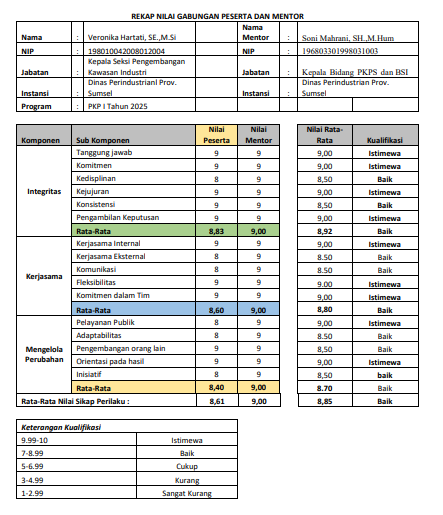 REKAP NILAI GABUNGAN PESERTA DAN MENTOR
Nama : Veronika Hartati, SE.,M.Si Nama Mentor : Soni Mahrani, SH.,M.Hum
NIP : 198010042008012004 NIP : 196803301998031003
Jabatan : Kepala Seksi Pengembangan Kawasan Industri Jabatan : Kepala Bidang PKPS dan BSI
Instansi : Dinas Perindustrianl Prov. Sumsel Instansi : Dinas Perindustrian Prov. Sumsel
Program : PKP I Tahun 2025
Komponen Sub Komponen Nilai Peserta Nilai Mentor Nilai Rata-Rata Kualifikasi
Integritas
Tanggung jawab 9 9 9,00 Istimewa
Komitmen 9 9 9,00 Istimewa
Kedisplinan 8 9 8,50 Baik
Kejujuran 9 9 9,00 Istimewa
Konsistensi 9 9 8,50 Baik
Pengambilan Keputusan 9 9 9,00 Istimewa
Rata-Rata 8,83 9,00 8,92 Baik
Kerjasama
Kerjasama Internal 9 9 9,00 Istimewa
Kerjasama Eksternal 8 9 8.50 Baik
Komunikasi 8 9 8.50 Baik
Fleksibilitas 9 9 9.00 Istimewa
Komitmen dalam Tim 9 9 9,00 Istimewa
Rata-Rata 8,60 9,00 8,80 Baik
Mengelola Perubahan
Pelayanan Publik 8 9 9,00 Istimewa
Adaptabilitas 8 9 8.50 Baik
Pengembangan orang lain 9 9 8,50 Baik
Orientasi pada hasil 9 9 9,00 Istimewa
Inisiatif 8 9 8,50 baik
Rata-Rata 8,40 9,00 8.70 Baik
Rata-Rata Nilai Sikap Perilaku : 8,61 9,00 8,85 Baik
Keterangan Kualifikasi
9.99-10 Istimewa
7-8.99 Baik
5-6.99 Cukup
3-4.99 Kurang
1-2.99 Sangat Kurang